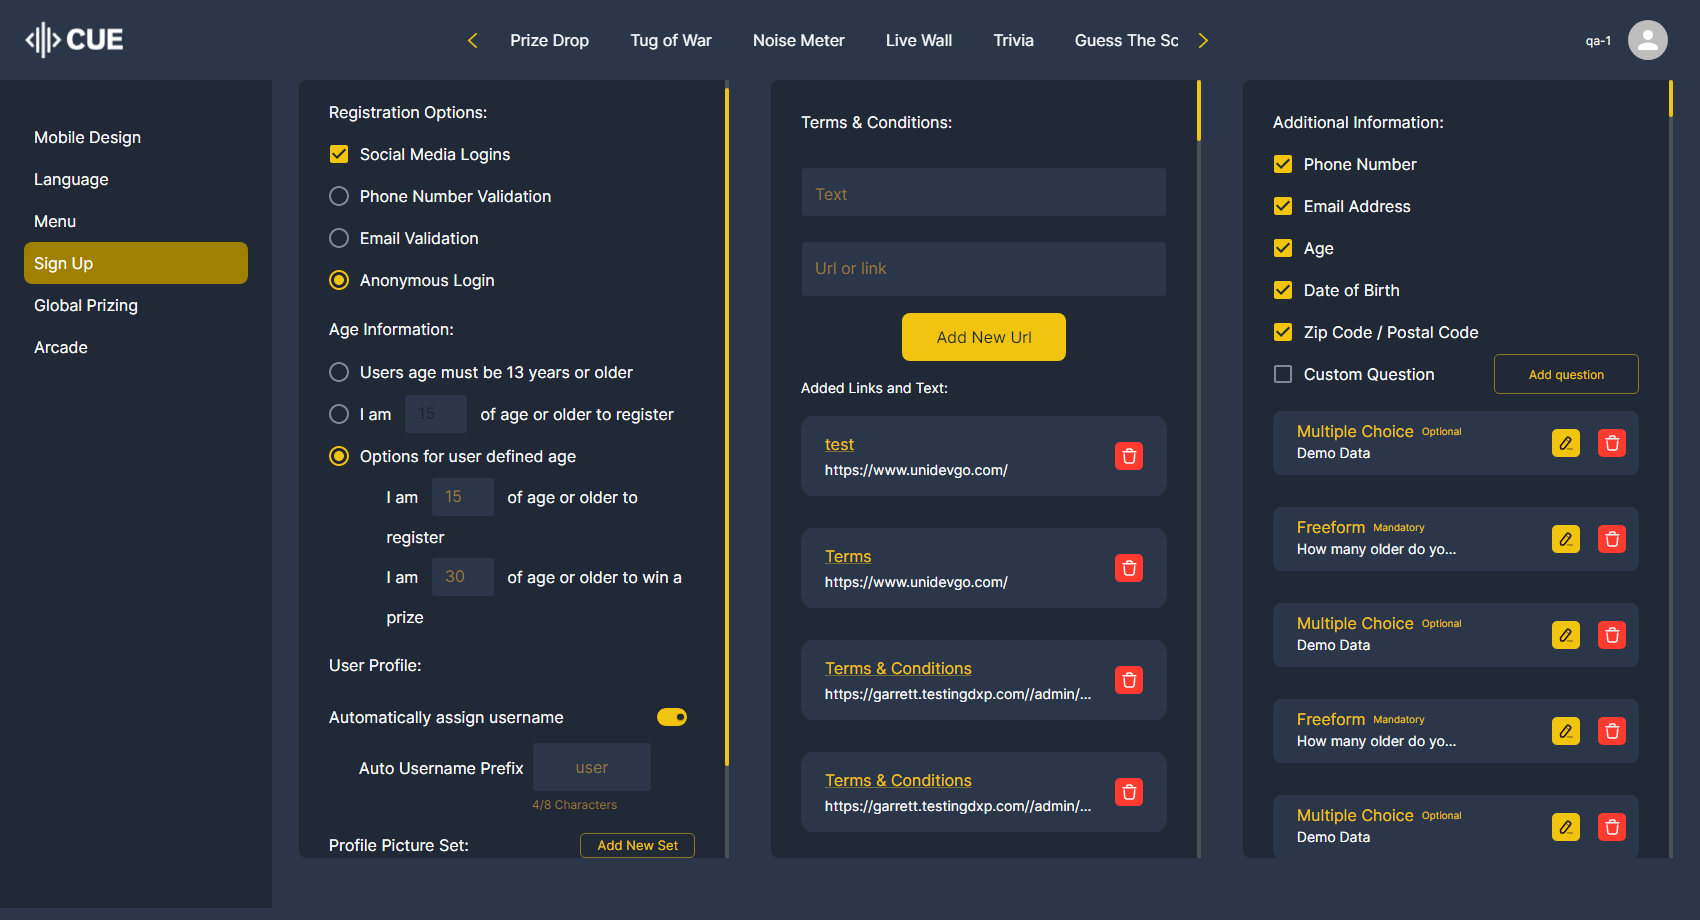 CUE
Prize Drop
Tug of War
Noise Meter
Live Wall
Trivia
Guess The Sc
qa-1
Mobile Design
Language
Menu
Sign Up
Global Prizing
Arcade
Registration Options:
Social Media Logins
Phone Number Validation
Email Validation
Anonymous Login
Age Information:
Users age must be 13 years or older
I am 15 of age or older to register
Options for user defined age
I am 15 of age or older to
register
I am 30 of age or older to win a
prize
User Profile:
Automatically assign username
Auto Username Prefix user
4/8 Characters
Profile Picture Set: Add New Set
Terms & Conditions:
Text
Url or link
Add New Url
Added Links and Text:
test
https://www.unidevgo.com/
Terms
https://www.unidevgo.com/
Terms & Conditions
https://garrett.testingdxp.com//admin/...
Terms & Conditions
https://garrett.testingdxp.com//admin/...
Additional Information:
Phone Number
Email Address
Age
Date of Birth
Zip Code / Postal Code
Custom Question Add question
Multiple Choice Optional
Demo Data
Freeform Mandatory
How many older do yo...
Multiple Choice Optional
Demo Data
Freeform Mandatory
How many older do yo...
Multiple Choice Optional
Demo Data